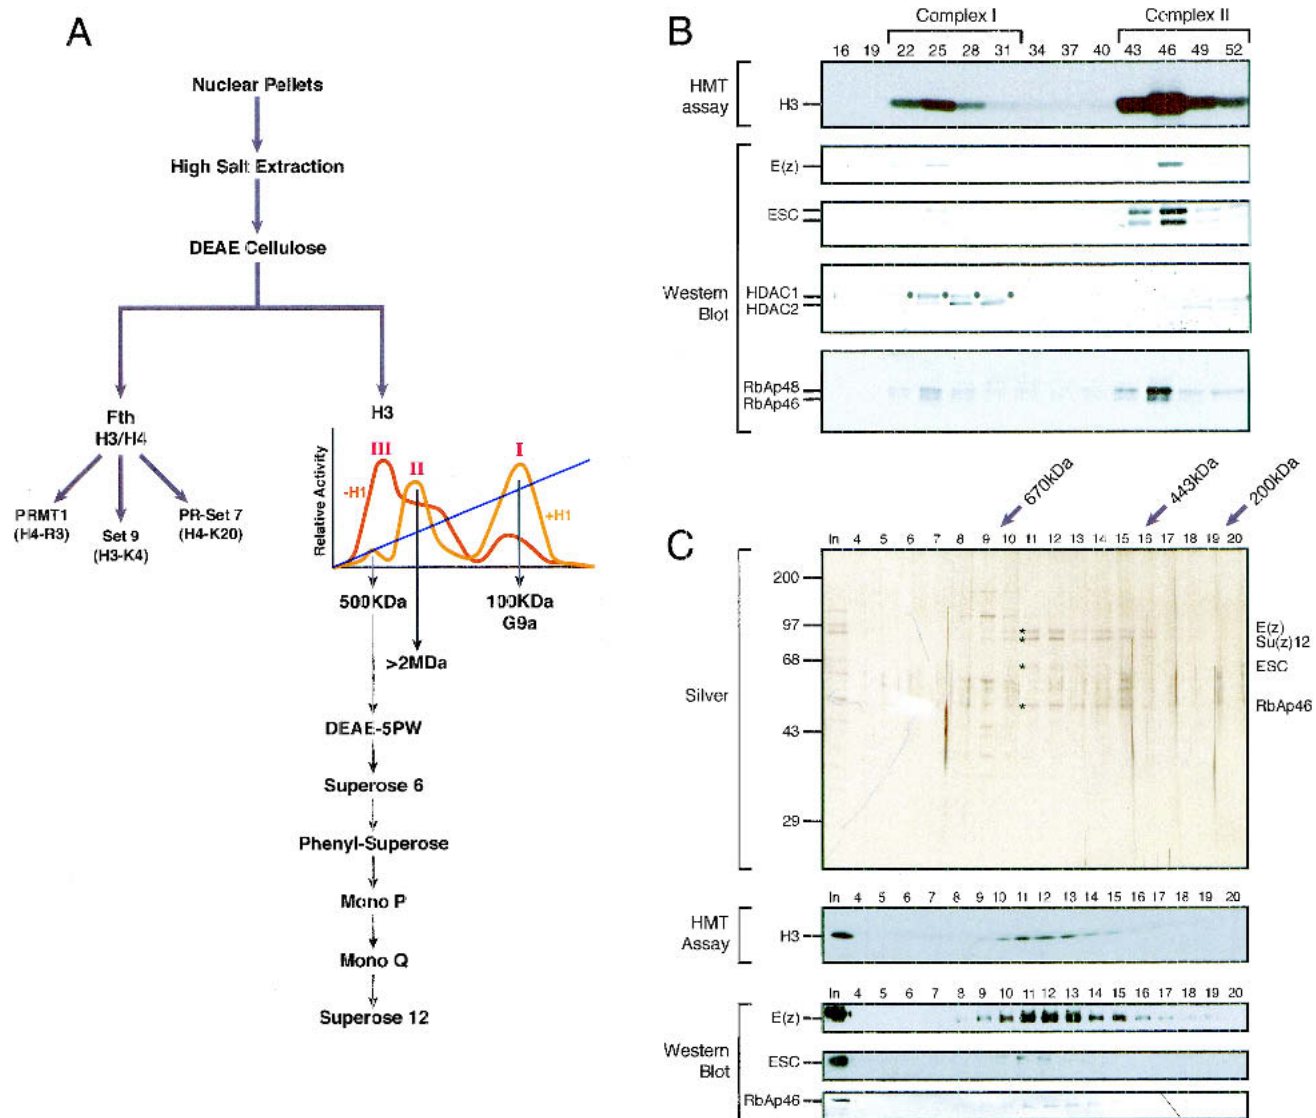 A
Nuclear Pellets
High Salt Extraction
DEAE Cellulose
Fth
H3/H4
PRMT1
(H4-R3)
Set 9
(H3-K4)
PR-Set 7
(H4-K20)
H3
Relative Activity
III
II
I
-H1
+H1
500KDa
100KDa
G9a
>2MDa
DEAE-5PW
Superose 6
Phenyl-Superose
Mono P
Mono Q
Superose 12
B
Complex I
Complex II
16 19 22 25 28 31 34 37 40 43 46 49 52
HMT
assay
H3
Western
Blot
E(z)
ESC
HDAC1
HDAC2
RbAp48
RbAp46
C
670kDa
443kDa
200kDa
In 4 5 6 7 8 9 10 11 12 13 14 15 16 17 18 19 20
Silver
200
97
68
43
29
E(z)
Su(z)12
ESC
RbAp46
In 4 5 6 7 8 9 10 11 12 13 14 15 16 17 18 19 20
HMT
Assay
H3
In 4 5 6 7 8 9 10 11 12 13 14 15 16 17 18 19 20
Western
Blot
E(z)
ESC
RbAp46